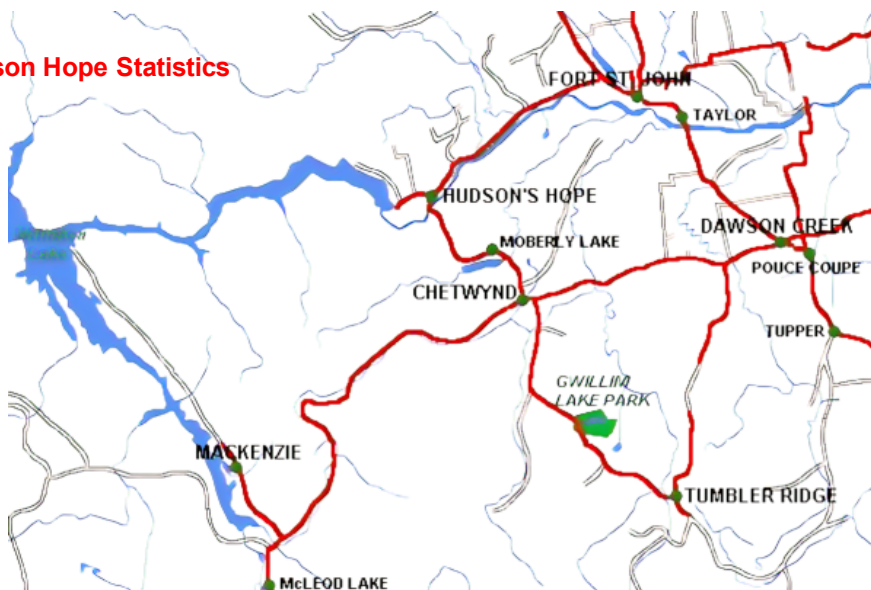 son Hope Statistics
FORT ST. JOHN
TAYLOR
HUDSON'S HOPE
DAWSON CREEK
MOBERLY LAKE
POUCE COUPE
CHETWYND
TUPPER
GWILLIM
LAKE PARK
MACKENZIE
TUMBLER RIDGE
McLEOD LAKE